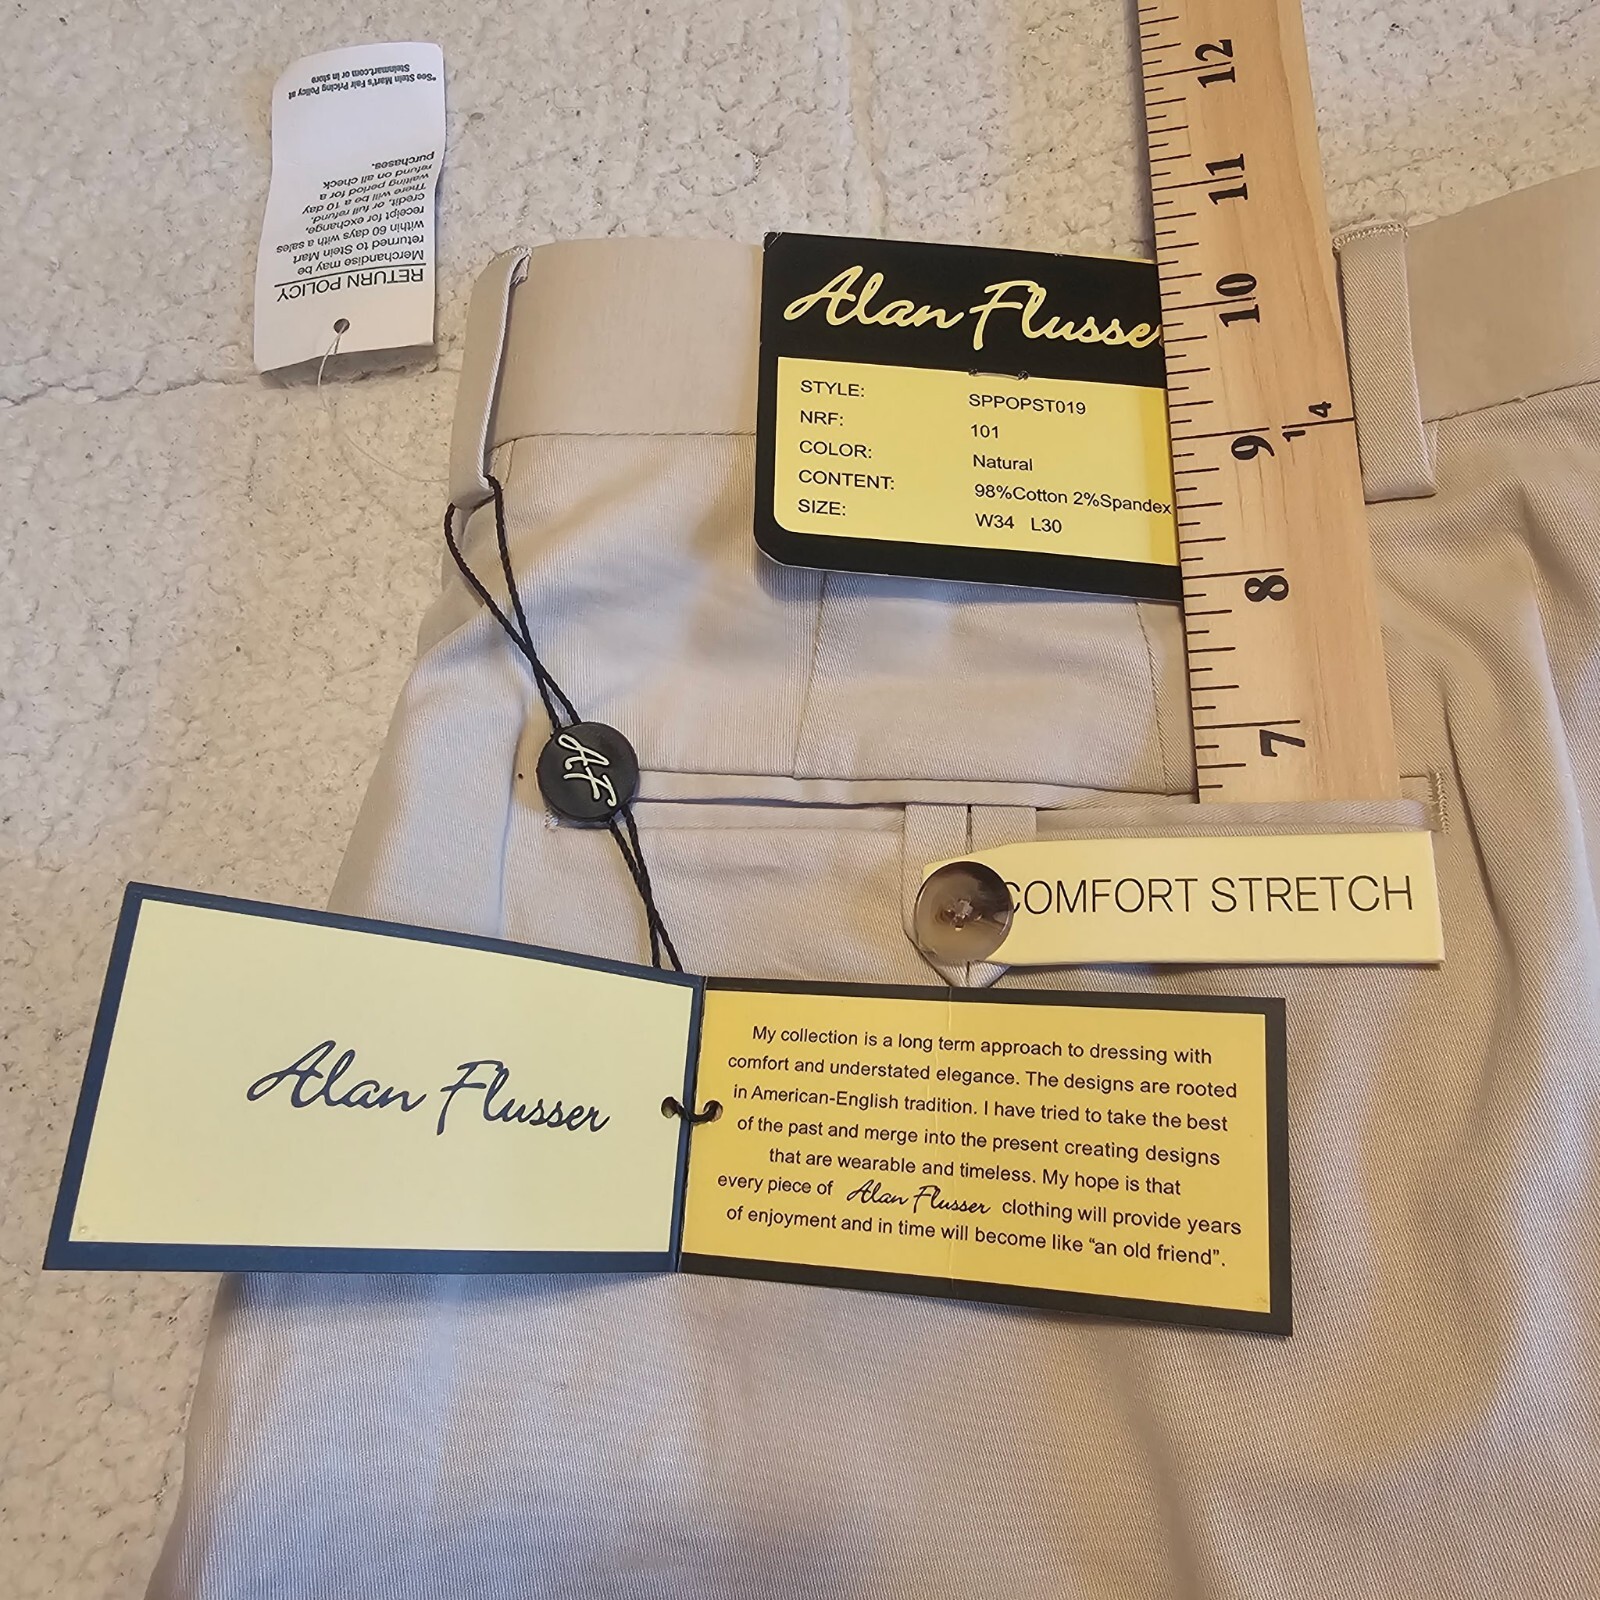 *See Stein Mart's Fair Pricing Policy at
Steinmart.com or in store
RETURN POLICY
Merchandise may be
returned to Stein Mart
within 60 days with a sales
receipt for exchange,
credit, or full refund.
There will be a 10 day
waiting period for a
refund on all check
purchases.
Alan Flusse
STYLE: SPPOPST019
NRF: 101
COLOR: Natural
CONTENT: 98%Cotton 2%Spandex
SIZE: W34 L30
12
11
10
1/4
9
8
7
AF
COMFORT STRETCH
Alan Flusser
My collection is a long term approach to dressing with
comfort and understated elegance. The designs are rooted
in American-English tradition. I have tried to take the best
of the past and merge into the present creating designs
that are wearable and timeless. My hope is that
every piece of Alan Flusser clothing will provide years
of enjoyment and in time will become like "an old friend".